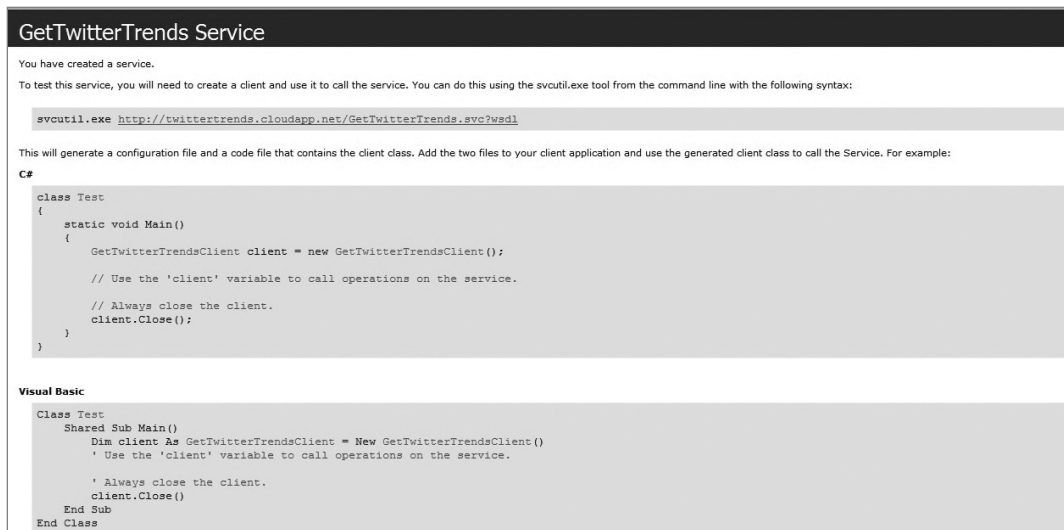 GetTwitterTrends Service
You have created a service.
To test this service, you will need to create a client and use it to call the service. You can do this using the svcutil.exe tool from the command line with the following syntax:
svcutil.exe http://twittertrends.cloudapp.net/GetTwitterTrends.svc?wsdl
This will generate a configuration file and a code file that contains the client class. Add the two files to your client application and use the generated client class to call the Service. For example:
C#
class Test
{
    static void Main()
    {
        GetTwitterTrendsClient client = new GetTwitterTrendsClient();
        // Use the 'client' variable to call operations on the service.
        // Always close the client.
        client.Close();
    }
}
Visual Basic
Class Test
    Shared Sub Main()
        Dim client As GetTwitterTrendsClient = New GetTwitterTrendsClient()
        ' Use the 'client' variable to call operations on the service.
        ' Always close the client.
        client.Close()
    End Sub
End Class